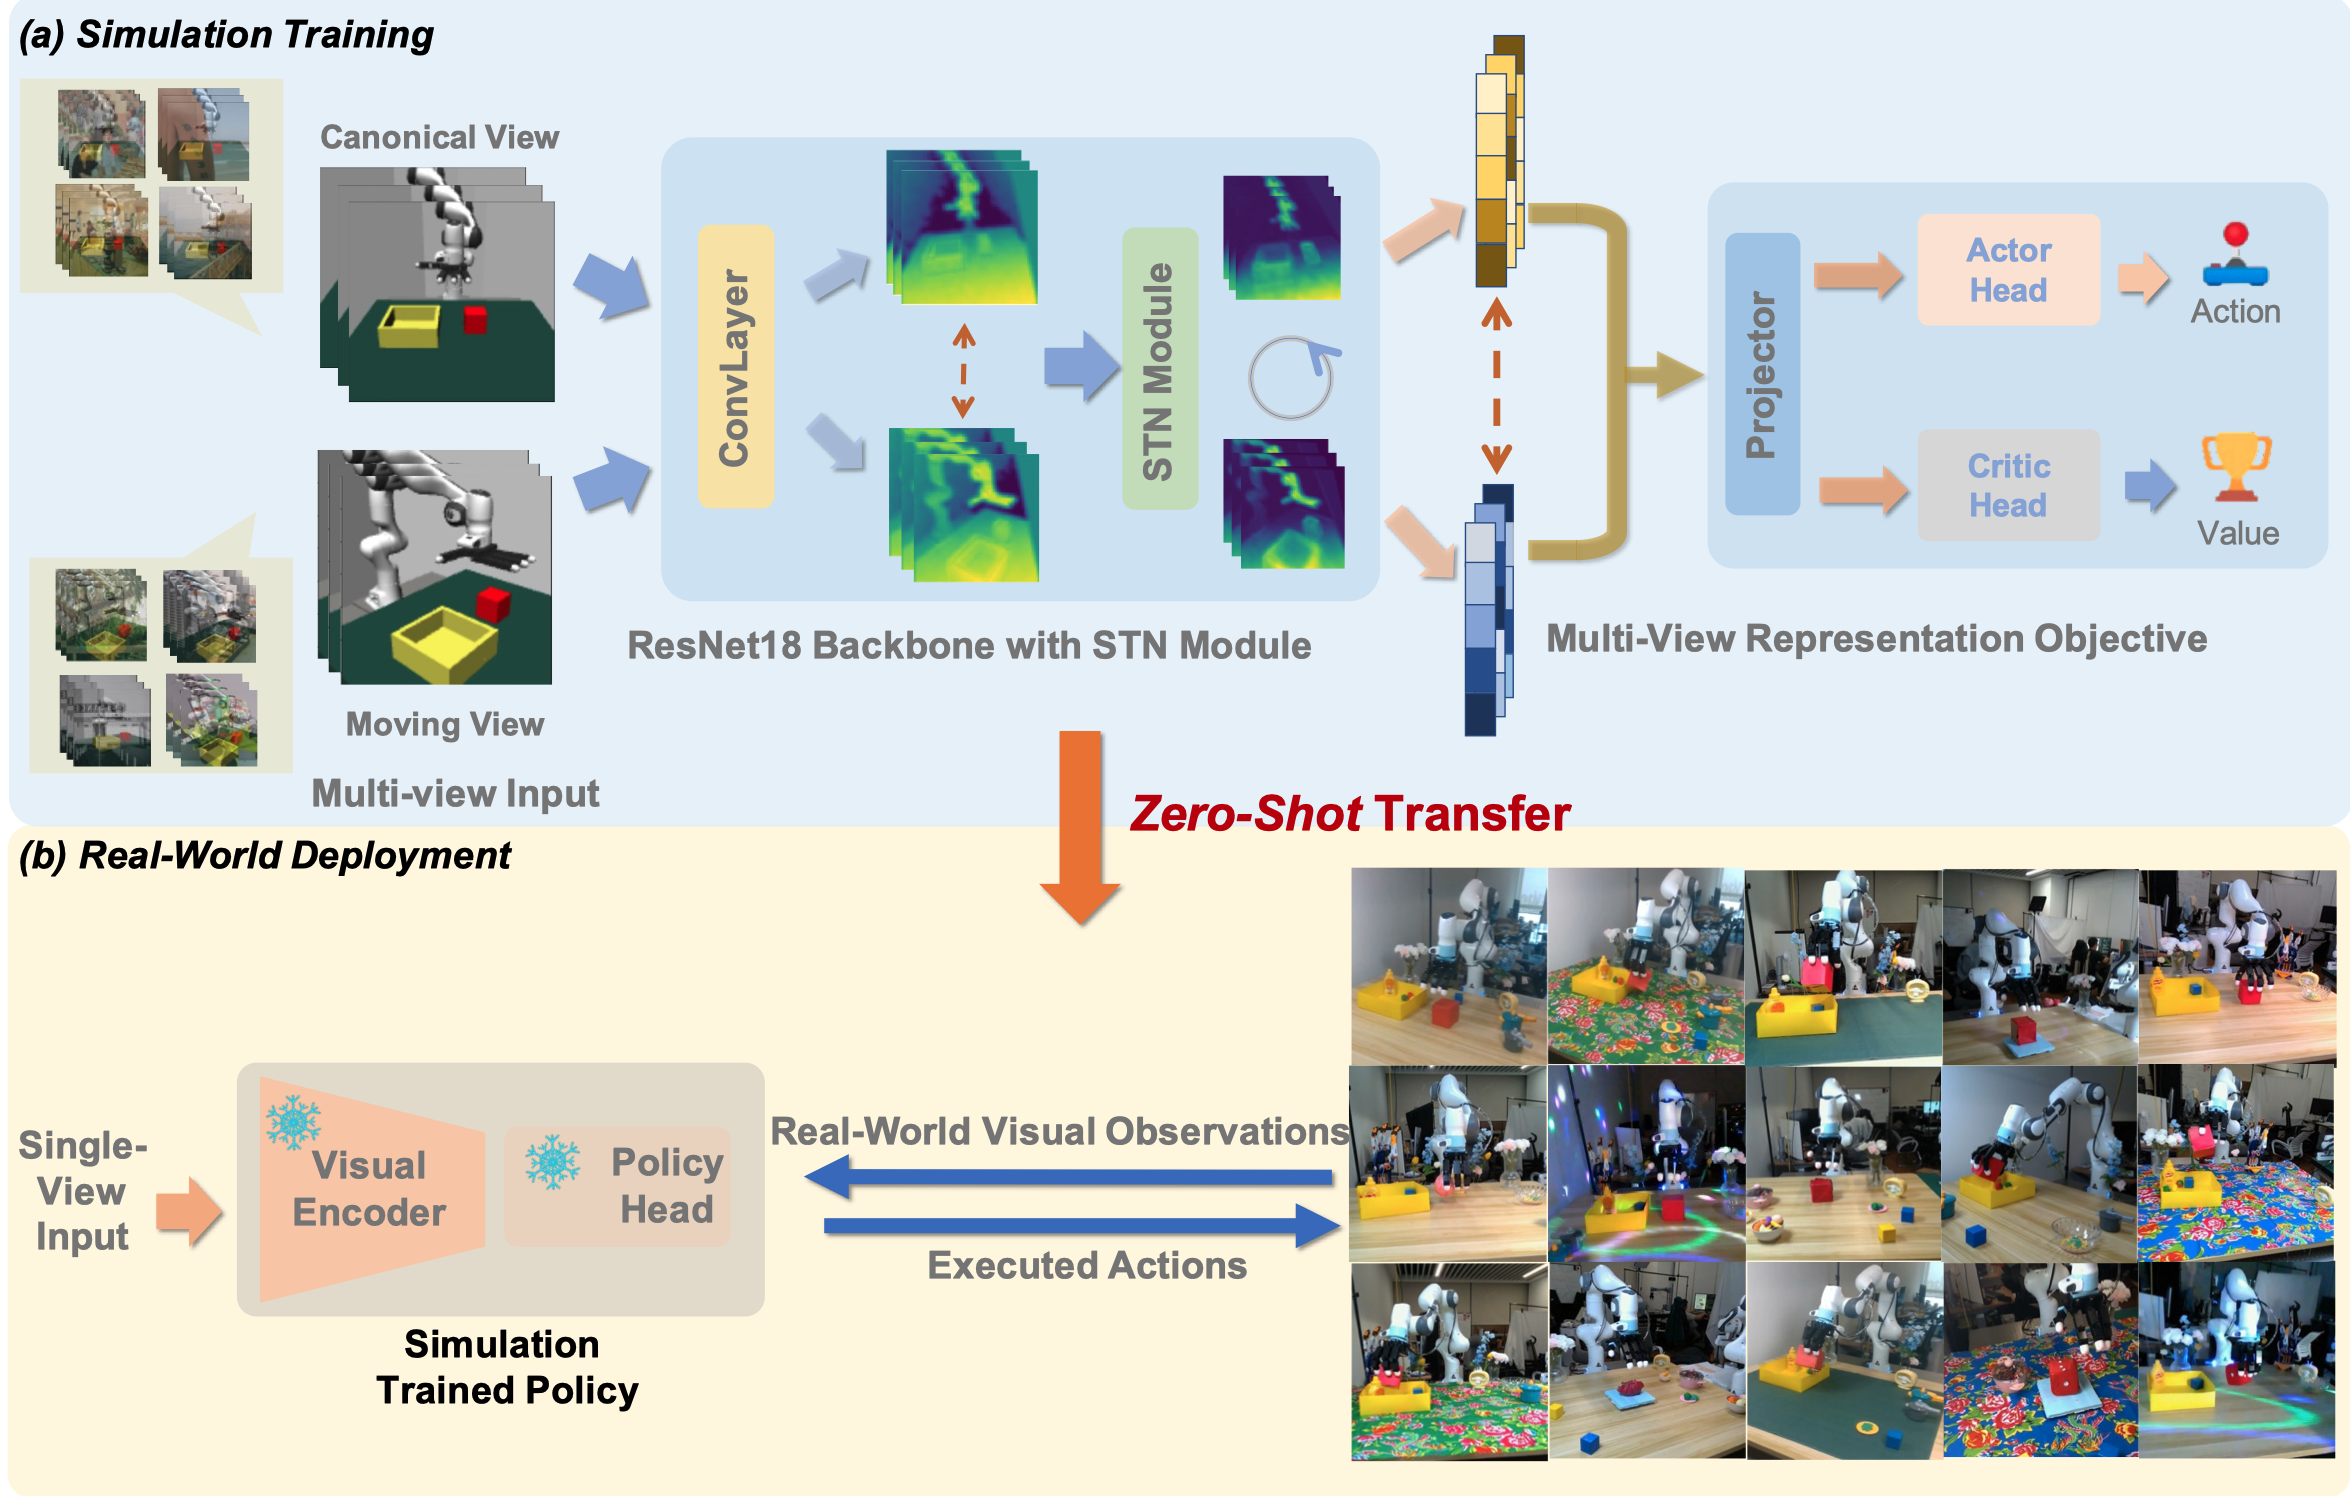 (a) Simulation Training
Canonical View
Moving View
Multi-view Input
ConvLayer
STN Module
ResNet18 Backbone with STN Module
Projector
Actor
Head
Action
Critic
Head
Value
Multi-View Representation Objective
Zero-Shot Transfer
(b) Real-World Deployment
Single-
View
Input
Visual
Encoder
Policy
Head
Simulation
Trained Policy
Real-World Visual Observations
Executed Actions